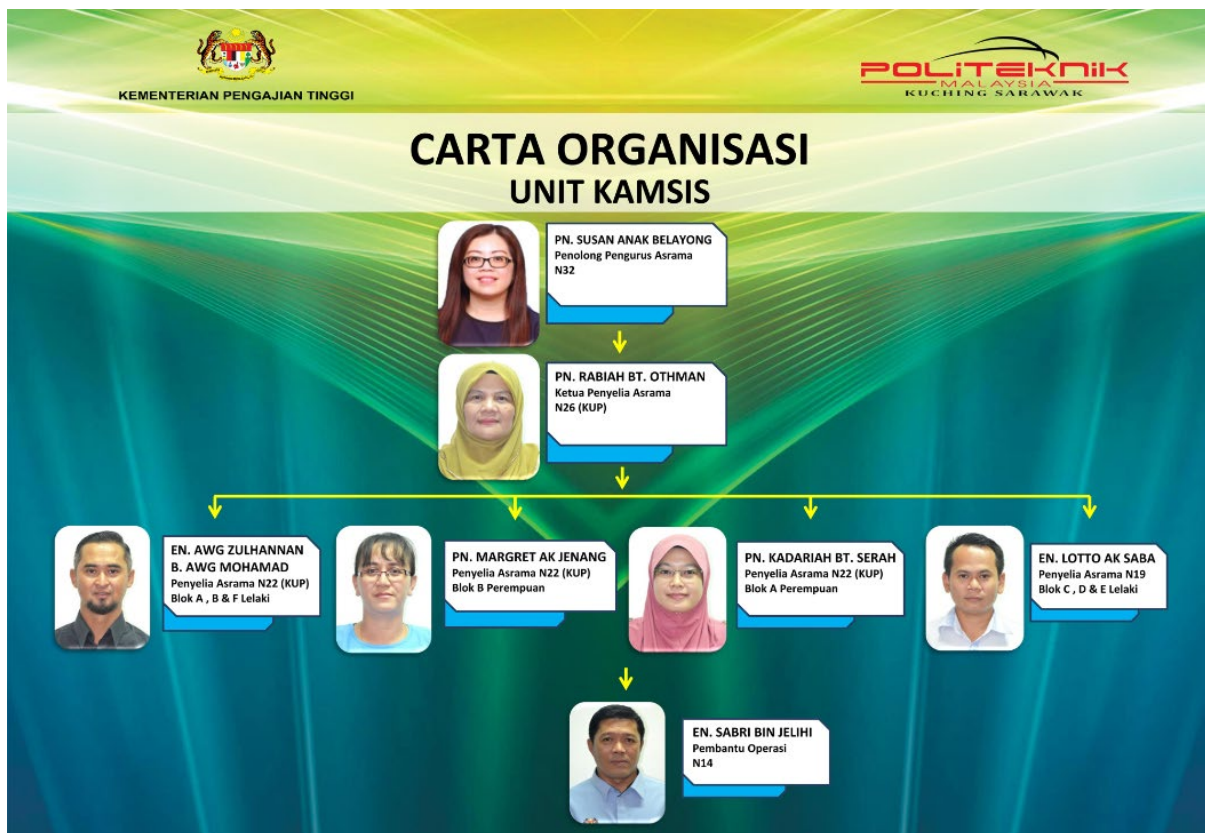 KEMENTERIAN PENGAJIAN TINGGI
POLITEKNIK
MALAYSIA
KUCHING SARAWAK
CARTA ORGANISASI
UNIT KAMSIS
PN. SUSAN ANAK BELAYONG
Penolong Pengurus Asrama
N32
PN. RABIAH BT. OTHMAN
Ketua Penyelia Asrama
N26 (KUP)
EN. AWG ZULHANNAN
B. AWG MOHAMAD
Penyelia Asrama N22 (KUP)
Blok A , B & F Lelaki
PN. MARGRET AK JENANG
Penyelia Asrama N22 (KUP)
Blok B Perempuan
PN. KADARIAH BT. SERAH
Penyelia Asrama N22 (KUP)
Blok A Perempuan
EN. LOTTO AK SABA
Penyelia Asrama N19
Blok C , D & E Lelaki
EN. SABRI BIN JELIHI
Pembantu Operasi
N14